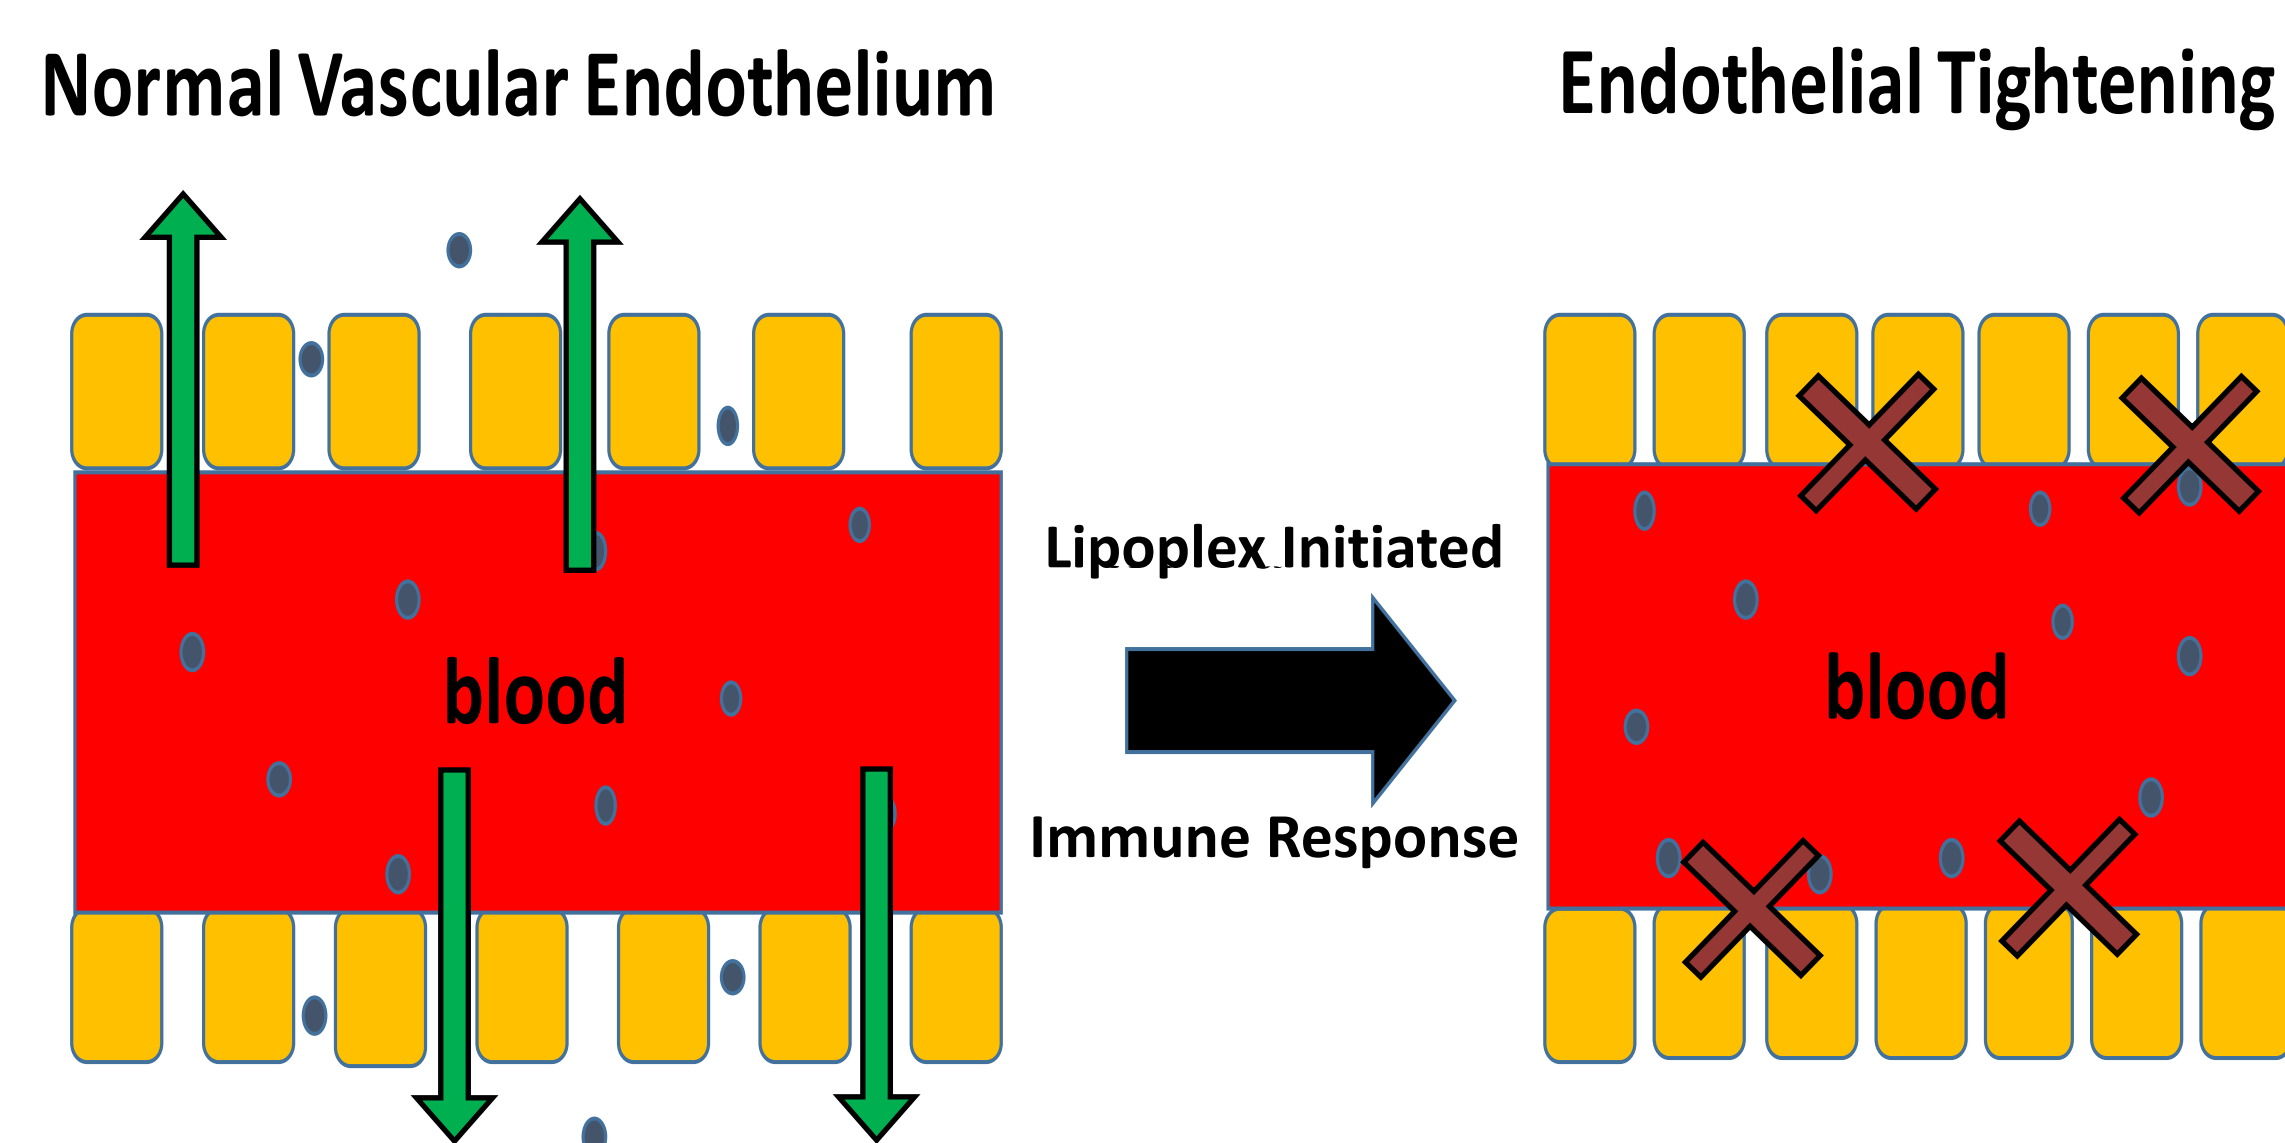 Normal Vascular Endothelium
Endothelial Tightening
Lipoplex Initiated
blood
blood
Immune Response